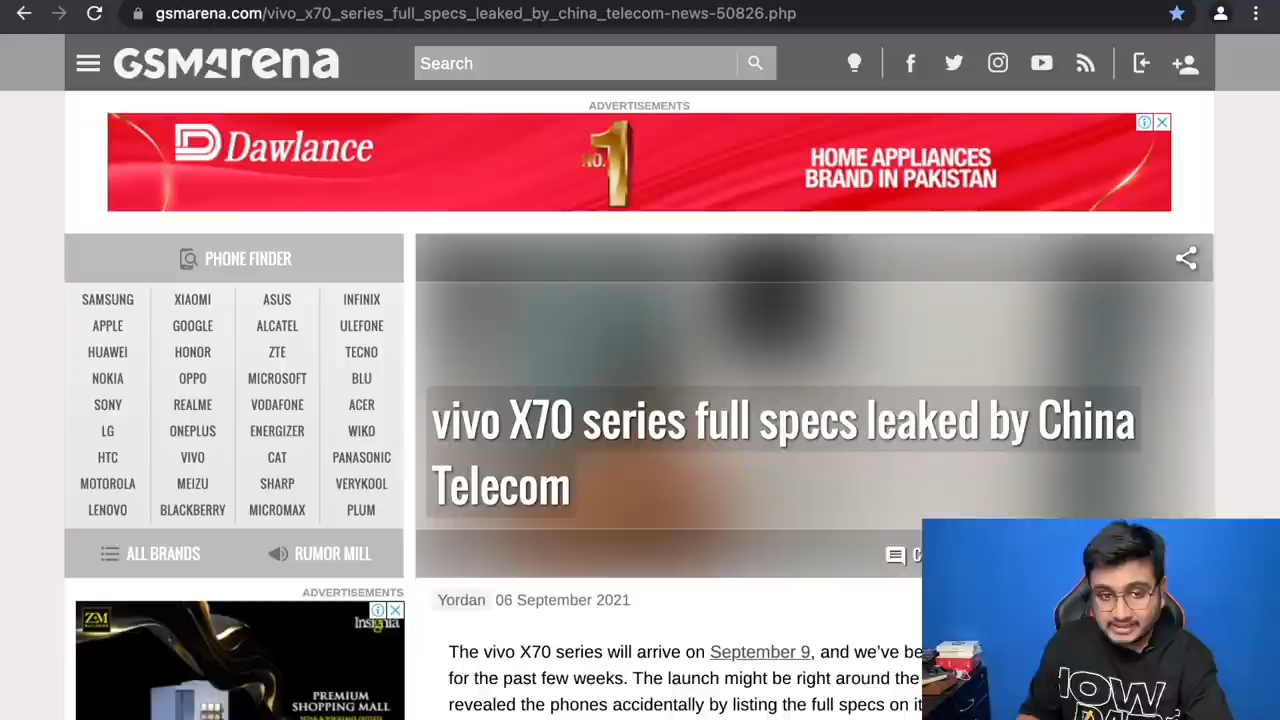 gsmarena.com/vivo_x70_series_full_specs_leaked_by_china_telecom-news-50826.php
GSMArena
Search
ADVERTISEMENTS
Dawlance
NO. 1
HOME APPLIANCES
BRAND IN PAKISTAN
PHONE FINDER
SAMSUNG XIAOMI ASUS INFINIX
APPLE GOOGLE ALCATEL ULEFONE
HUAWEI HONOR ZTE TECNO
NOKIA OPPO MICROSOFT BLU
SONY REALME VODAFONE ACER
LG ONEPLUS ENERGIZER WIKO
HTC VIVO CAT PANASONIC
MOTOROLA MEIZU SHARP VERYKOOL
LENOVO BLACKBERRY MICROMAX PLUM
ALL BRANDS RUMOR MILL
vivo X70 series full specs leaked by China
Telecom
C
Yordan 06 September 2021
ADVERTISEMENTS
Insignia
PREMIUM
SHOPPING MALL
The vivo X70 series will arrive on September 9, and we've be
for the past few weeks. The launch might be right around the
revealed the phones accidentally by listing the full specs on it